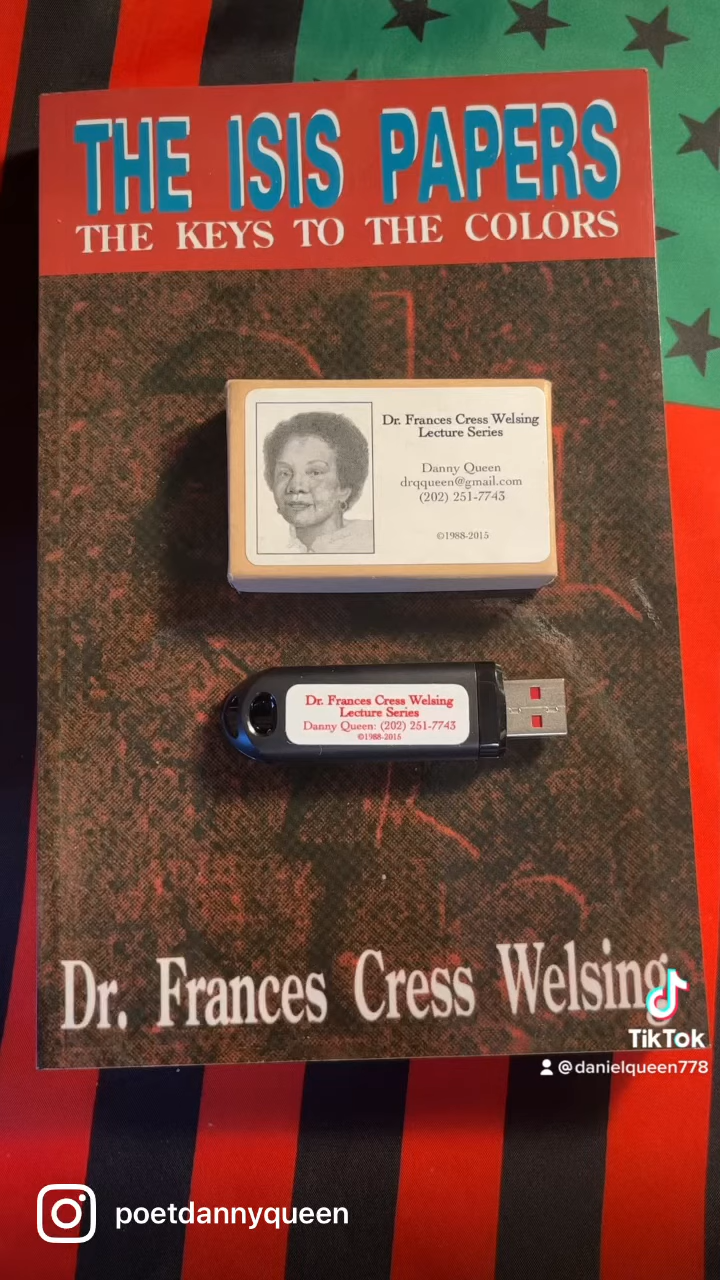 THE ISIS PAPERS
THE KEYS TO THE COLORS
Dr. Frances Cress Welsing
Lecture Series
Danny Queen
drqqueen@gmail.com
(202) 251-7743
©1988-2015
Dr. Frances Cress Welsing
Lecture Series
Danny Queen: (202) 251-7743
©1988-2015
Dr. Frances Cress Welsing
TikTok
@danielqueen778
poetdannyqueen